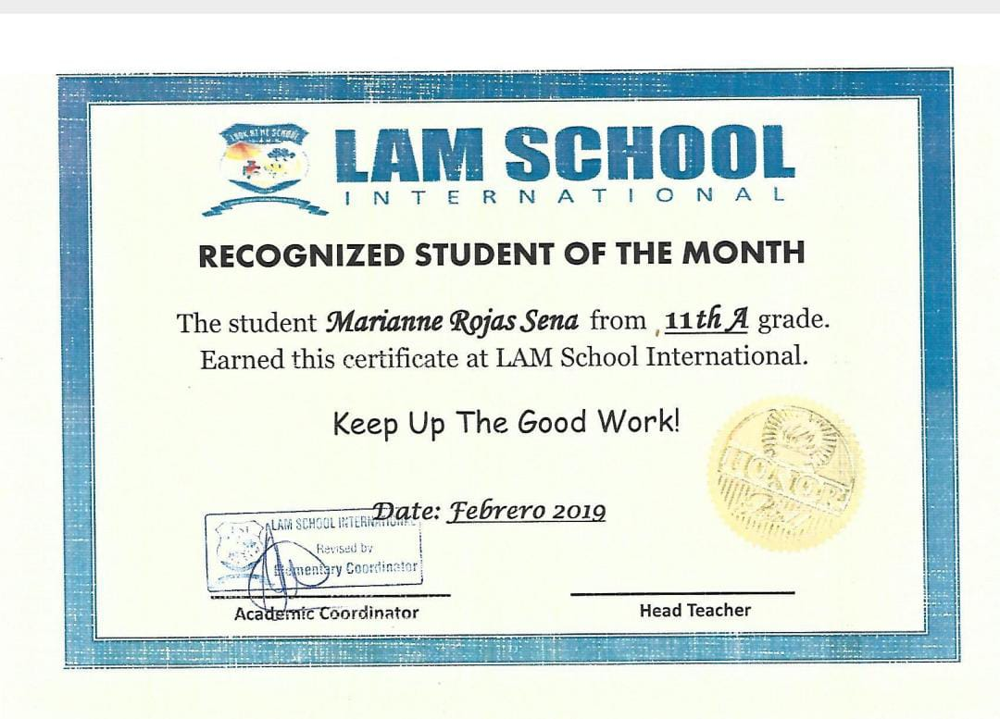 LOOK AT ME SCHOOL
LAM SCHOOL
INTERNATIONAL
RECOGNIZED STUDENT OF THE MONTH
The student Marianne Rojas Sena from 11th A grade.
Earned this certificate at LAM School International.
Keep Up The Good Work!
HONOR
Date: Febrero 2019
LAM SCHOOL INTERNATIONAL
Revised by
Elementary Coordinator
Academic Coordinator
Head Teacher